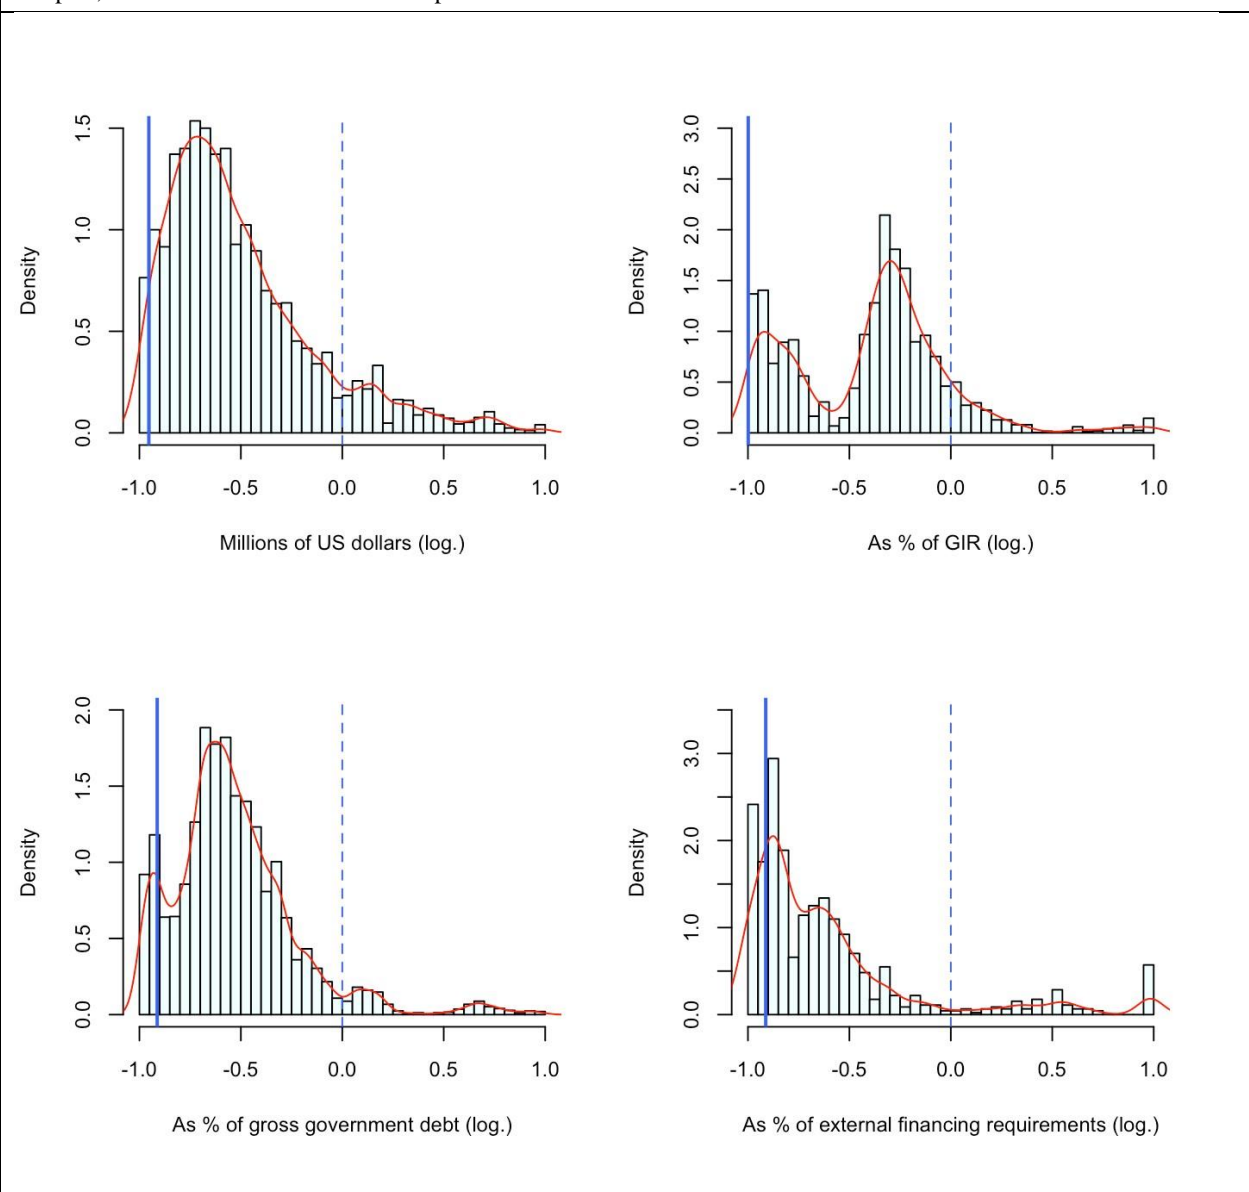 1.5
1.0
0.5
0.0
Density
-1.0 -0.5 0.0 0.5 1.0
Millions of US dollars (log.)
3.0
2.5
2.0
1.5
1.0
0.5
0.0
Density
-1.0 -0.5 0.0 0.5 1.0
As % of GIR (log.)
2.0
1.5
1.0
0.5
0.0
Density
-1.0 -0.5 0.0 0.5 1.0
As % of gross government debt (log.)
3.0
2.0
1.0
0.0
Density
-1.0 -0.5 0.0 0.5 1.0
As % of external financing requirements (log.)